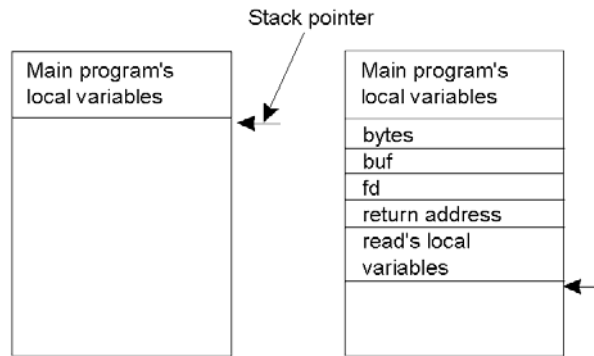 Stack pointer
Main program's
local variables
Main program's
local variables
bytes
buf
fd
return address
read's local
variables